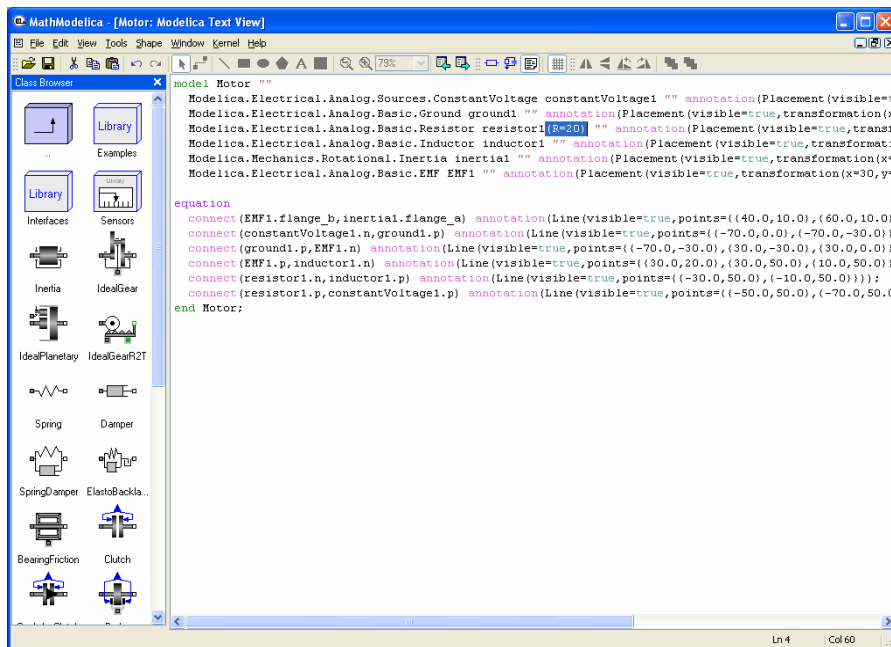 MathModelica - [Motor: Modelica Text View]
File Edit View Tools Shape Window Kernel Help
79%
Class Browser
..
Library
Examples
Library
Interfaces
Library
Sensors
Inertia
IdealGear
IdealPlanetary
IdealGearR2T
Spring
Damper
SpringDamper
ElastoBackla...
BearingFriction
Clutch
model Motor ""
Modelica.Electrical.Analog.Sources.ConstantVoltage constantVoltage1 "" annotation(Placement(visible=t
Modelica.Electrical.Analog.Basic.Ground ground1 "" annotation(Placement(visible=true,transformation(x
Modelica.Electrical.Analog.Basic.Resistor resistor1(R=20) "" annotation(Placement(visible=true,transf
Modelica.Electrical.Analog.Basic.Inductor inductor1 "" annotation(Placement(visible=true,transformati
Modelica.Mechanics.Rotational.Inertia inertia1 "" annotation(Placement(visible=true,transformation(x=
Modelica.Electrical.Analog.Basic.EMF EMF1 "" annotation(Placement(visible=true,transformation(x=30,y=
equation
connect(EMF1.flange_b,inertia1.flange_a) annotation(Line(visible=true,points={{40.0,10.0},{60.0,10.0}
connect(constantVoltage1.n,ground1.p) annotation(Line(visible=true,points={{-70.0,0.0},{-70.0,-30.0}}
connect(ground1.p,EMF1.n) annotation(Line(visible=true,points={{-70.0,-30.0},{30.0,-30.0},{30.0,0.0}}
connect(EMF1.p,inductor1.n) annotation(Line(visible=true,points={{30.0,20.0},{30.0,50.0},{10.0,50.0}}
connect(resistor1.n,inductor1.p) annotation(Line(visible=true,points={{-30.0,50.0},{-10.0,50.0}}));
connect(resistor1.p,constantVoltage1.p) annotation(Line(visible=true,points={{-50.0,50.0},{-70.0,50.0
end Motor;
Ln 4 Col 60